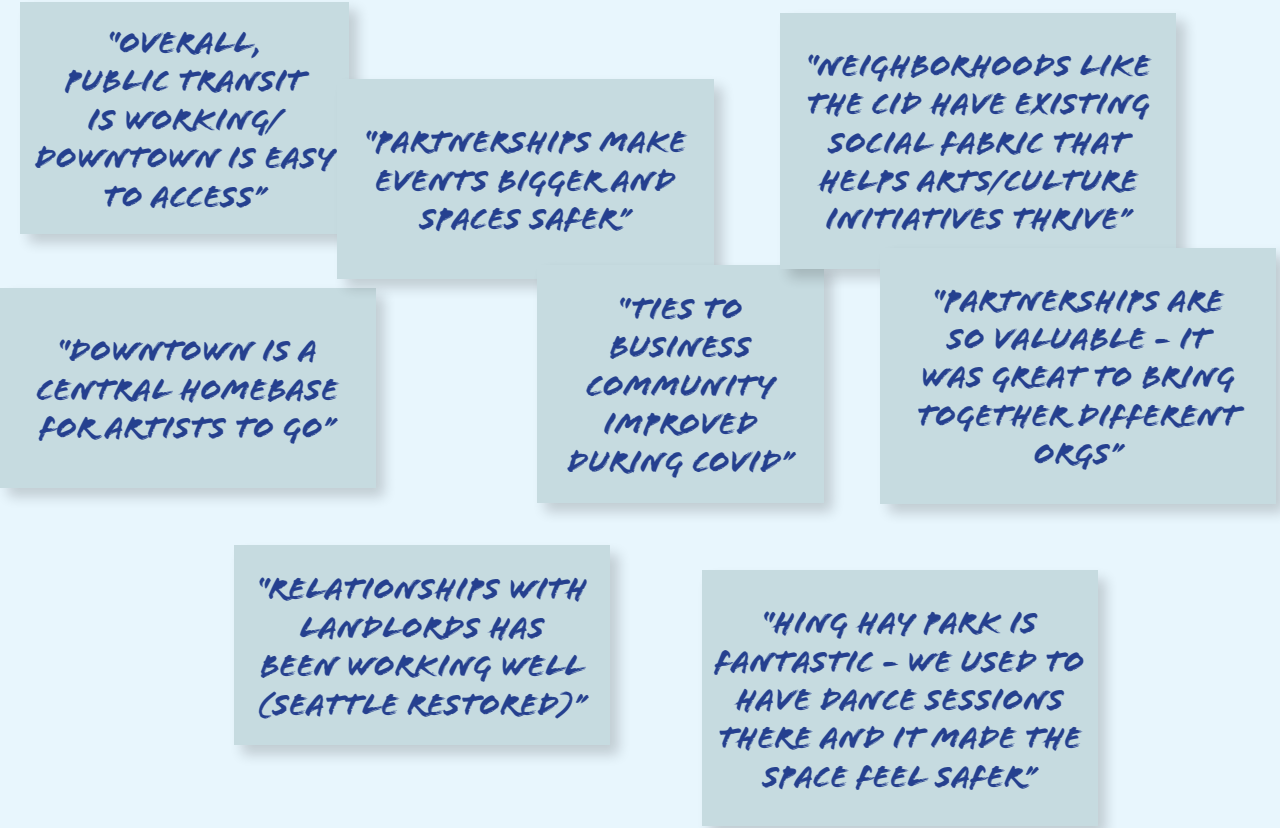 "OVERALL,
PUBLIC TRANSIT
IS WORKING/
DOWNTOWN IS EASY
TO ACCESS"
"PARTNERSHIPS MAKE
EVENTS BIGGER AND
SPACES SAFER"
"NEIGHBORHOODS LIKE
THE CID HAVE EXISTING
SOCIAL FABRIC THAT
HELPS ARTS/CULTURE
INITIATIVES THRIVE"
"DOWNTOWN IS A
CENTRAL HOMEBASE
FOR ARTISTS TO GO"
"TIES TO
BUSINESS
COMMUNITY
IMPROVED
DURING COVID"
"PARTNERSHIPS ARE
SO VALUABLE - IT
WAS GREAT TO BRING
TOGETHER DIFFERENT
ORGS"
"RELATIONSHIPS WITH
LANDLORDS HAS
BEEN WORKING WELL
(SEATTLE RESTORED)"
"HING HAY PARK IS
FANTASTIC - WE USED TO
HAVE DANCE SESSIONS
THERE AND IT MADE THE
SPACE FEEL SAFER"